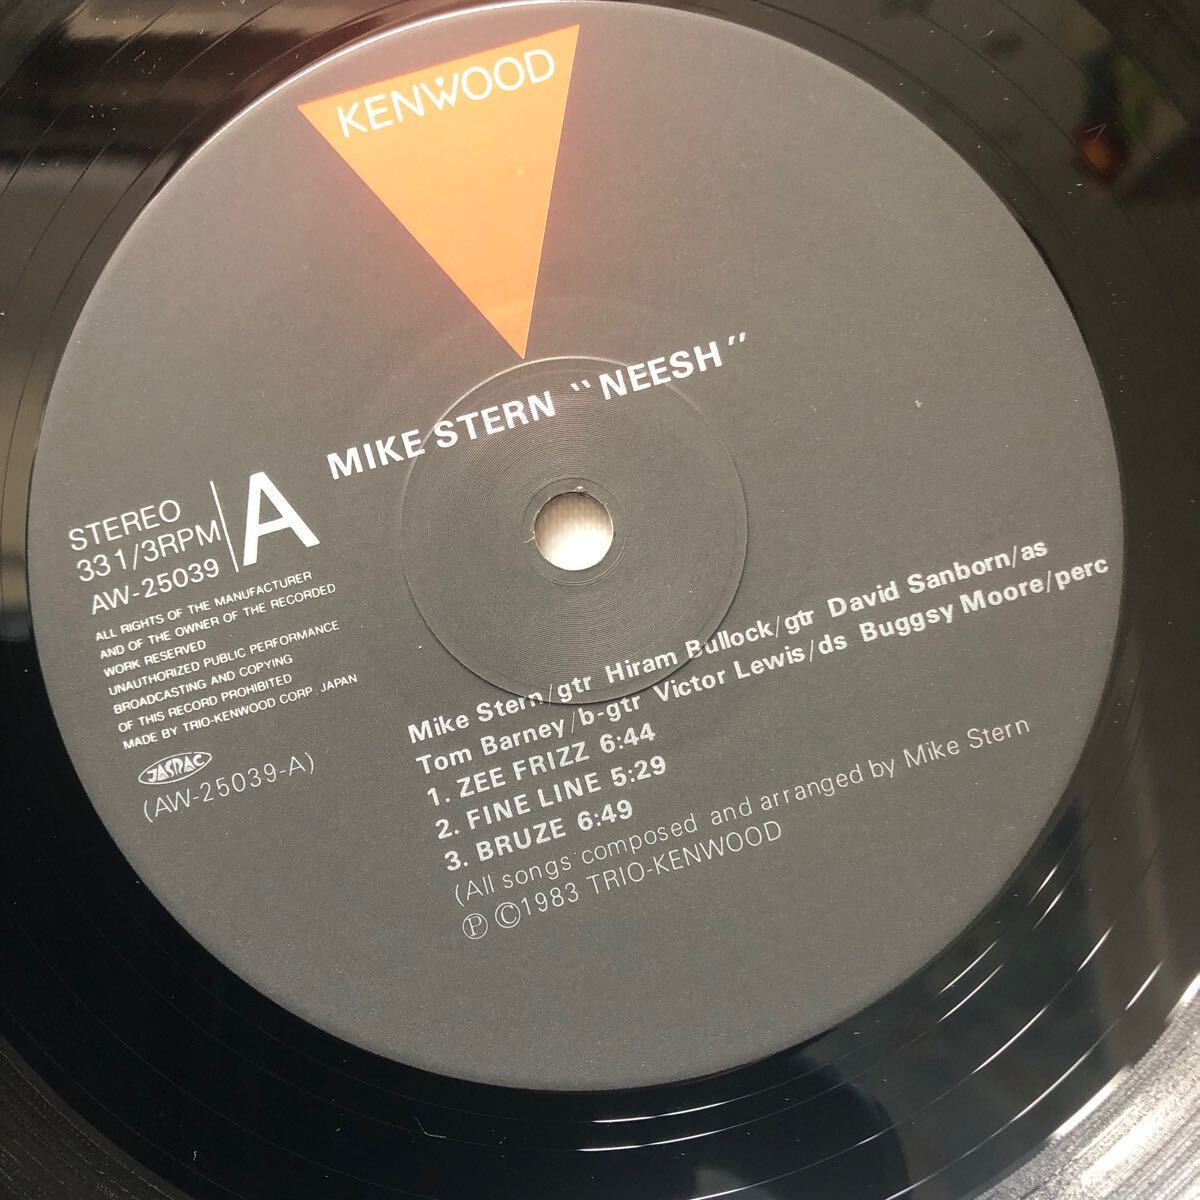 KENWOOD
MIKE STERN "NEESH"
STEREO
33 1/3RPM
AW-25039
A
ALL RIGHTS OF THE MANUFACTURER
AND OF THE OWNER OF THE RECORDED
WORK RESERVED
UNAUTHORIZED PUBLIC PERFORMANCE
BROADCASTING AND COPYING
OF THIS RECORD PROHIBITED
MADE BY TRIO-KENWOOD CORP. JAPAN
JASRAC
(AW-25039-A)
Mike Stern/gtr Hiram Bullock/gtr David Sanborn/as
Tom Barney/b-gtr Victor Lewis/ds Buggsy Moore/perc
1. ZEE FRIZZ 6:44
2. FINE LINE 5:29
3. BRUZE 6:49
(All songs composed and arranged by Mike Stern
Ⓟ ©1983 TRIO-KENWOOD